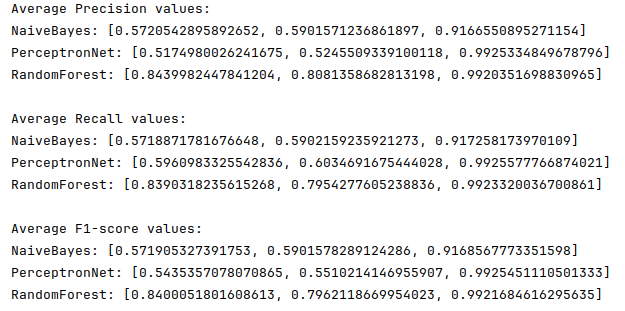 Average Precision values:
NaiveBayes: [0.5720542895892652, 0.5901571236861897, 0.9166550895271154]
PerceptronNet: [0.5174980026241675, 0.5245509339100118, 0.9925334849678796]
RandomForest: [0.8439982447841204, 0.8081358682813198, 0.9920351698830965]
Average Recall values:
NaiveBayes: [0.5718871781676648, 0.5902159235921273, 0.917258173970109]
PerceptronNet: [0.5960983325542836, 0.6034691675444028, 0.9925577766874021]
RandomForest: [0.8390318235615268, 0.7954277605238836, 0.9923320036700861]
Average F1-score values:
NaiveBayes: [0.571905327391753, 0.5901578289124286, 0.9168567773351598]
PerceptronNet: [0.5435357078070865, 0.5510214146955907, 0.9925451110501333]
RandomForest: [0.8400051801608613, 0.7962118669954023, 0.9921684616295635]